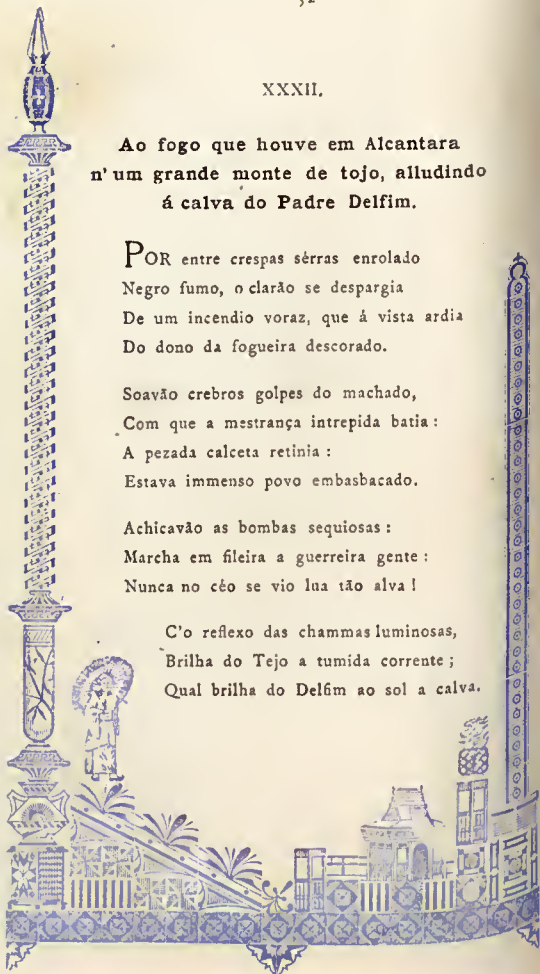 XXXII.
Ao fogo que houve em Alcantara
n'um grande monte de tojo, alludindo
á calva do Padre Delfim.
POR entre crespas sérras enrolado
Negro fumo, o clarão se despargia
De um incendio voraz, que á vista ardia
Do dono da fogueira descorado.
Soavão crebros golpes do machado,
Com que a mestrança intrepida batia:
A pezada calceta retinia:
Estava immenso povo embasbacado.
Achicavão as bombas sequiosas:
Marcha em fileira a guerreira gente:
Nunca no céo se vio lua tão alva!
C'o reflexo das chammas luminosas,
Brilha do Tejo a tumida corrente;
Qual brilha do Delfim ao sol a calva.